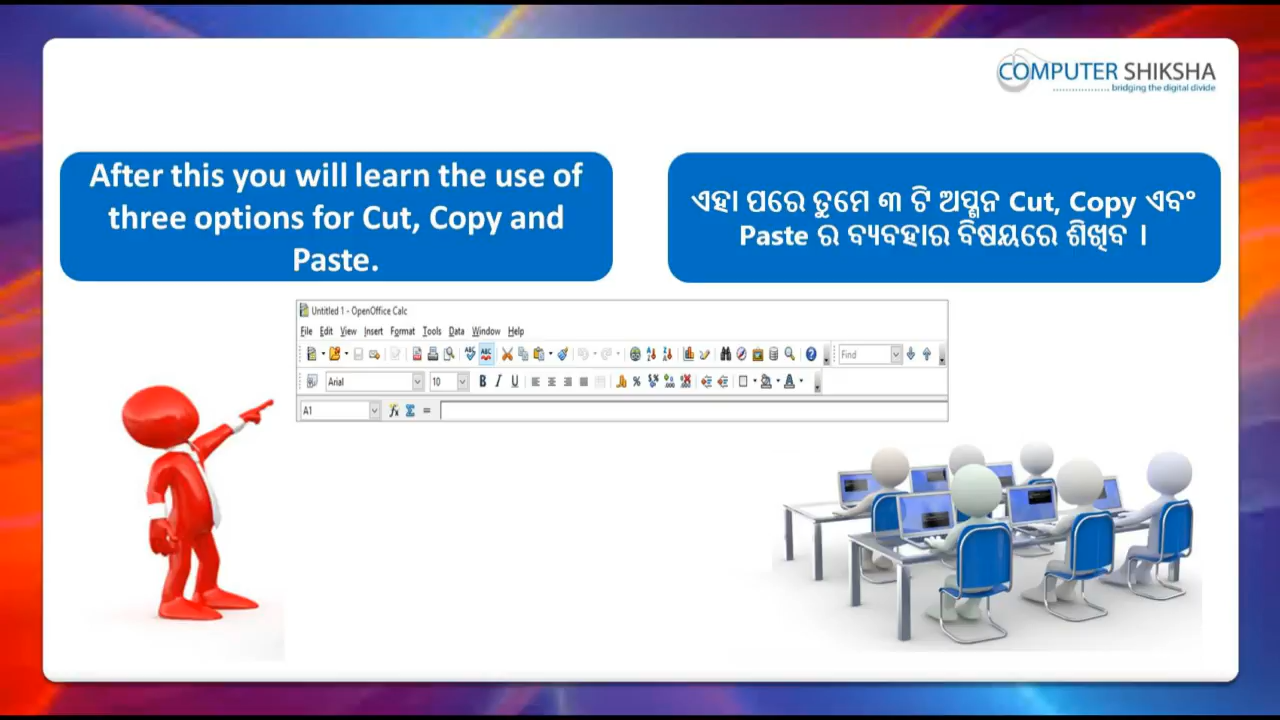 COMPUTER SHIKSHA
bridging the digital divide
After this you will learn the use of
three options for Cut, Copy and
Paste.
ଏହା ପରେ ତୁମେ ୩ ଟି ଅପ୍ସନ Cut, Copy ଏବଂ
Paste ର ବ୍ୟବହାର ବିଷୟରେ ଶିଖିବ ।
Untitled 1 - OpenOffice Calc
File Edit View Insert Format Tools Data Window Help
Find
Arial 10 B I U
A1